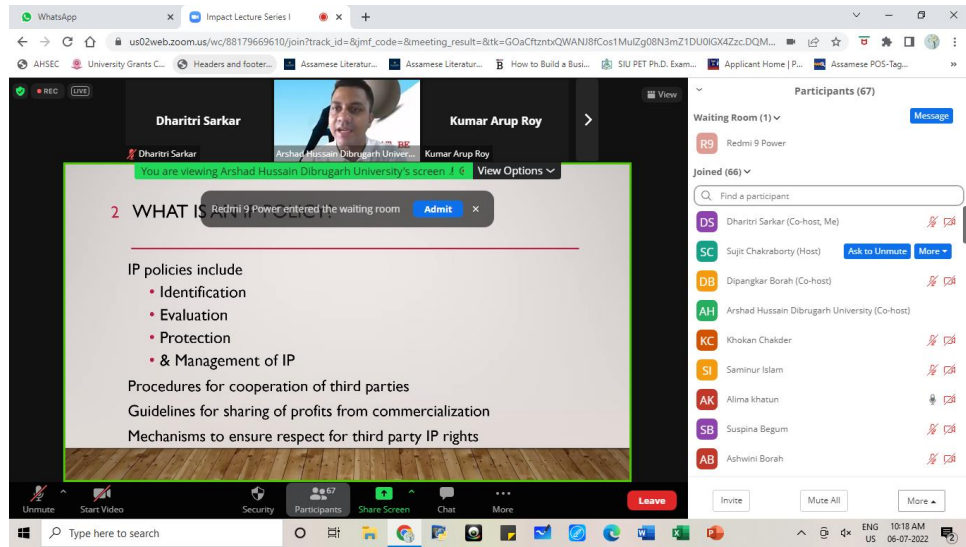 WhatsApp
Impact Lecture Series I
us02web.zoom.us/wc/88179669610/join?track_id=&jmf_code=&meeting_result=&tk=GOaCftzntxQWANJ8fCos1MulZg08N3mZ1DU0lGX4Zzc.DQM...
AHSEC University Grants C... Headers and footer... Assamese Literatur... Assamese Literatur... How to Build a Busi... SIU PET Ph.D. Exam... Applicant Home | P... Assamese POS-Tag...
REC LIVE
View
Dharitri Sarkar
Kumar Arup Roy
Dharitri Sarkar
Arshad Hussain Dibrugarh Univer...
Kumar Arup Roy
You are viewing Arshad Hussain Dibrugarh University's screen
View Options
2 WHAT IS AN IP POLICY?
Redmi 9 Power entered the waiting room Admit
IP policies include
• Identification
• Evaluation
• Protection
• & Management of IP
Procedures for cooperation of third parties
Guidelines for sharing of profits from commercialization
Mechanisms to ensure respect for third party IP rights
Participants (67)
Waiting Room (1) Message
R9 Redmi 9 Power
Joined (66)
Find a participant
DS Dharitri Sarkar (Co-host, Me)
SC Sujit Chakraborty (Host) Ask to Unmute More
DB Dipangkar Borah (Co-host)
AH Arshad Hussain Dibrugarh University (Co-host)
KC Khokan Chakder
SI Saminur Islam
AK Alima khatun
SB Suspina Begum
AB Ashwini Borah
Invite Mute All More
Unmute Start Video Security Participants 67 Share Screen Chat More Leave
Type here to search
ENG 10:18 AM
US 06-07-2022
2